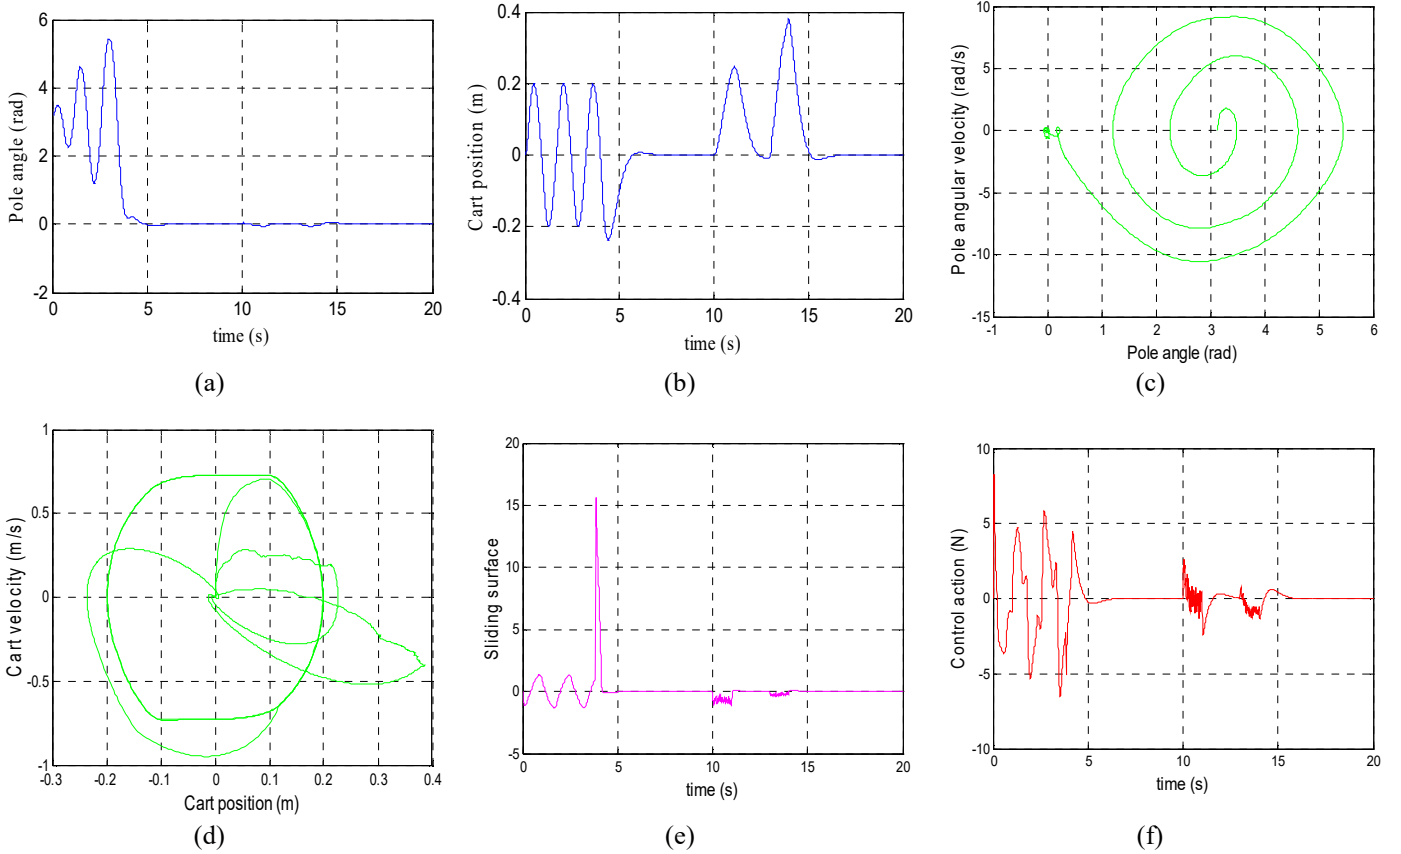 6
4
2
0
-2
Pole angle (rad)
0 5 10 15 20
time (s)
(a)
0.4
0.2
0
-0.2
-0.4
Cart position (m)
0 5 10 15 20
time (s)
(b)
10
5
0
-5
-10
-15
Pole angular velocity (rad/s)
-1 0 1 2 3 4 5 6
Pole angle (rad)
(c)
1
0.5
0
-0.5
-1
Cart velocity (m/s)
-0.3 -0.2 -0.1 0 0.1 0.2 0.3 0.4
Cart position (m)
(d)
20
15
10
5
0
-5
Sliding surface
0 5 10 15 20
time (s)
(e)
10
5
0
-5
-10
Control action (N)
0 5 10 15 20
time (s)
(f)